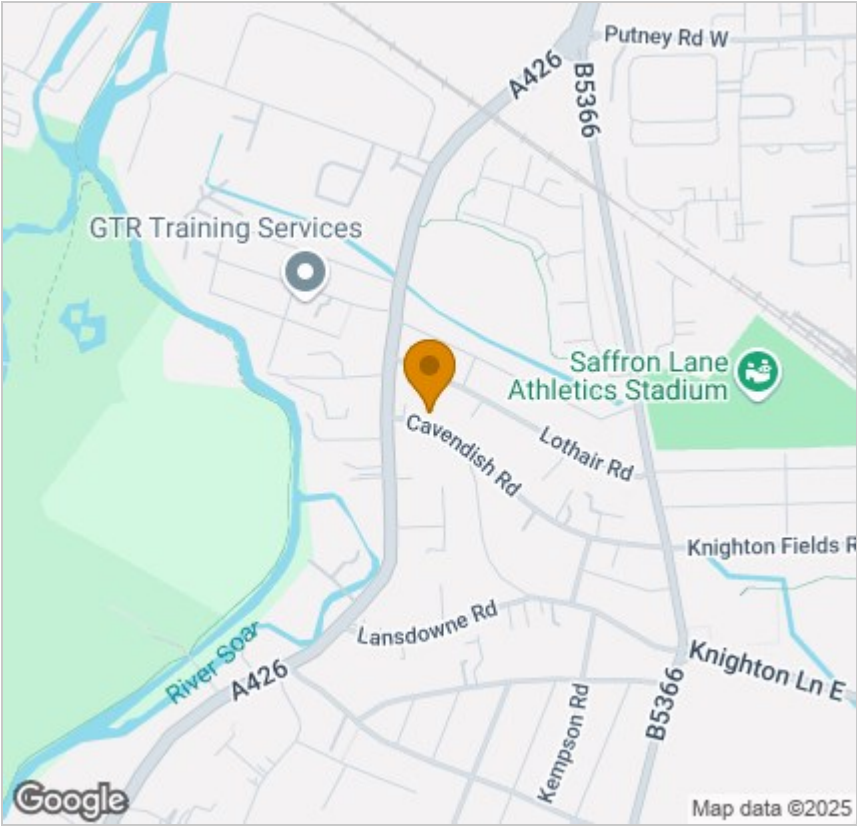 Putney Rd W
A426
B5366
GTR Training Services
Saffron Lane
Athletics Stadium
Cavendish Rd
Lothair Rd
Knighton Fields R
Lansdowne Rd
River Soar
A426
Knighton Ln E
B5366
Kempson Rd
Google
Map data ©2025